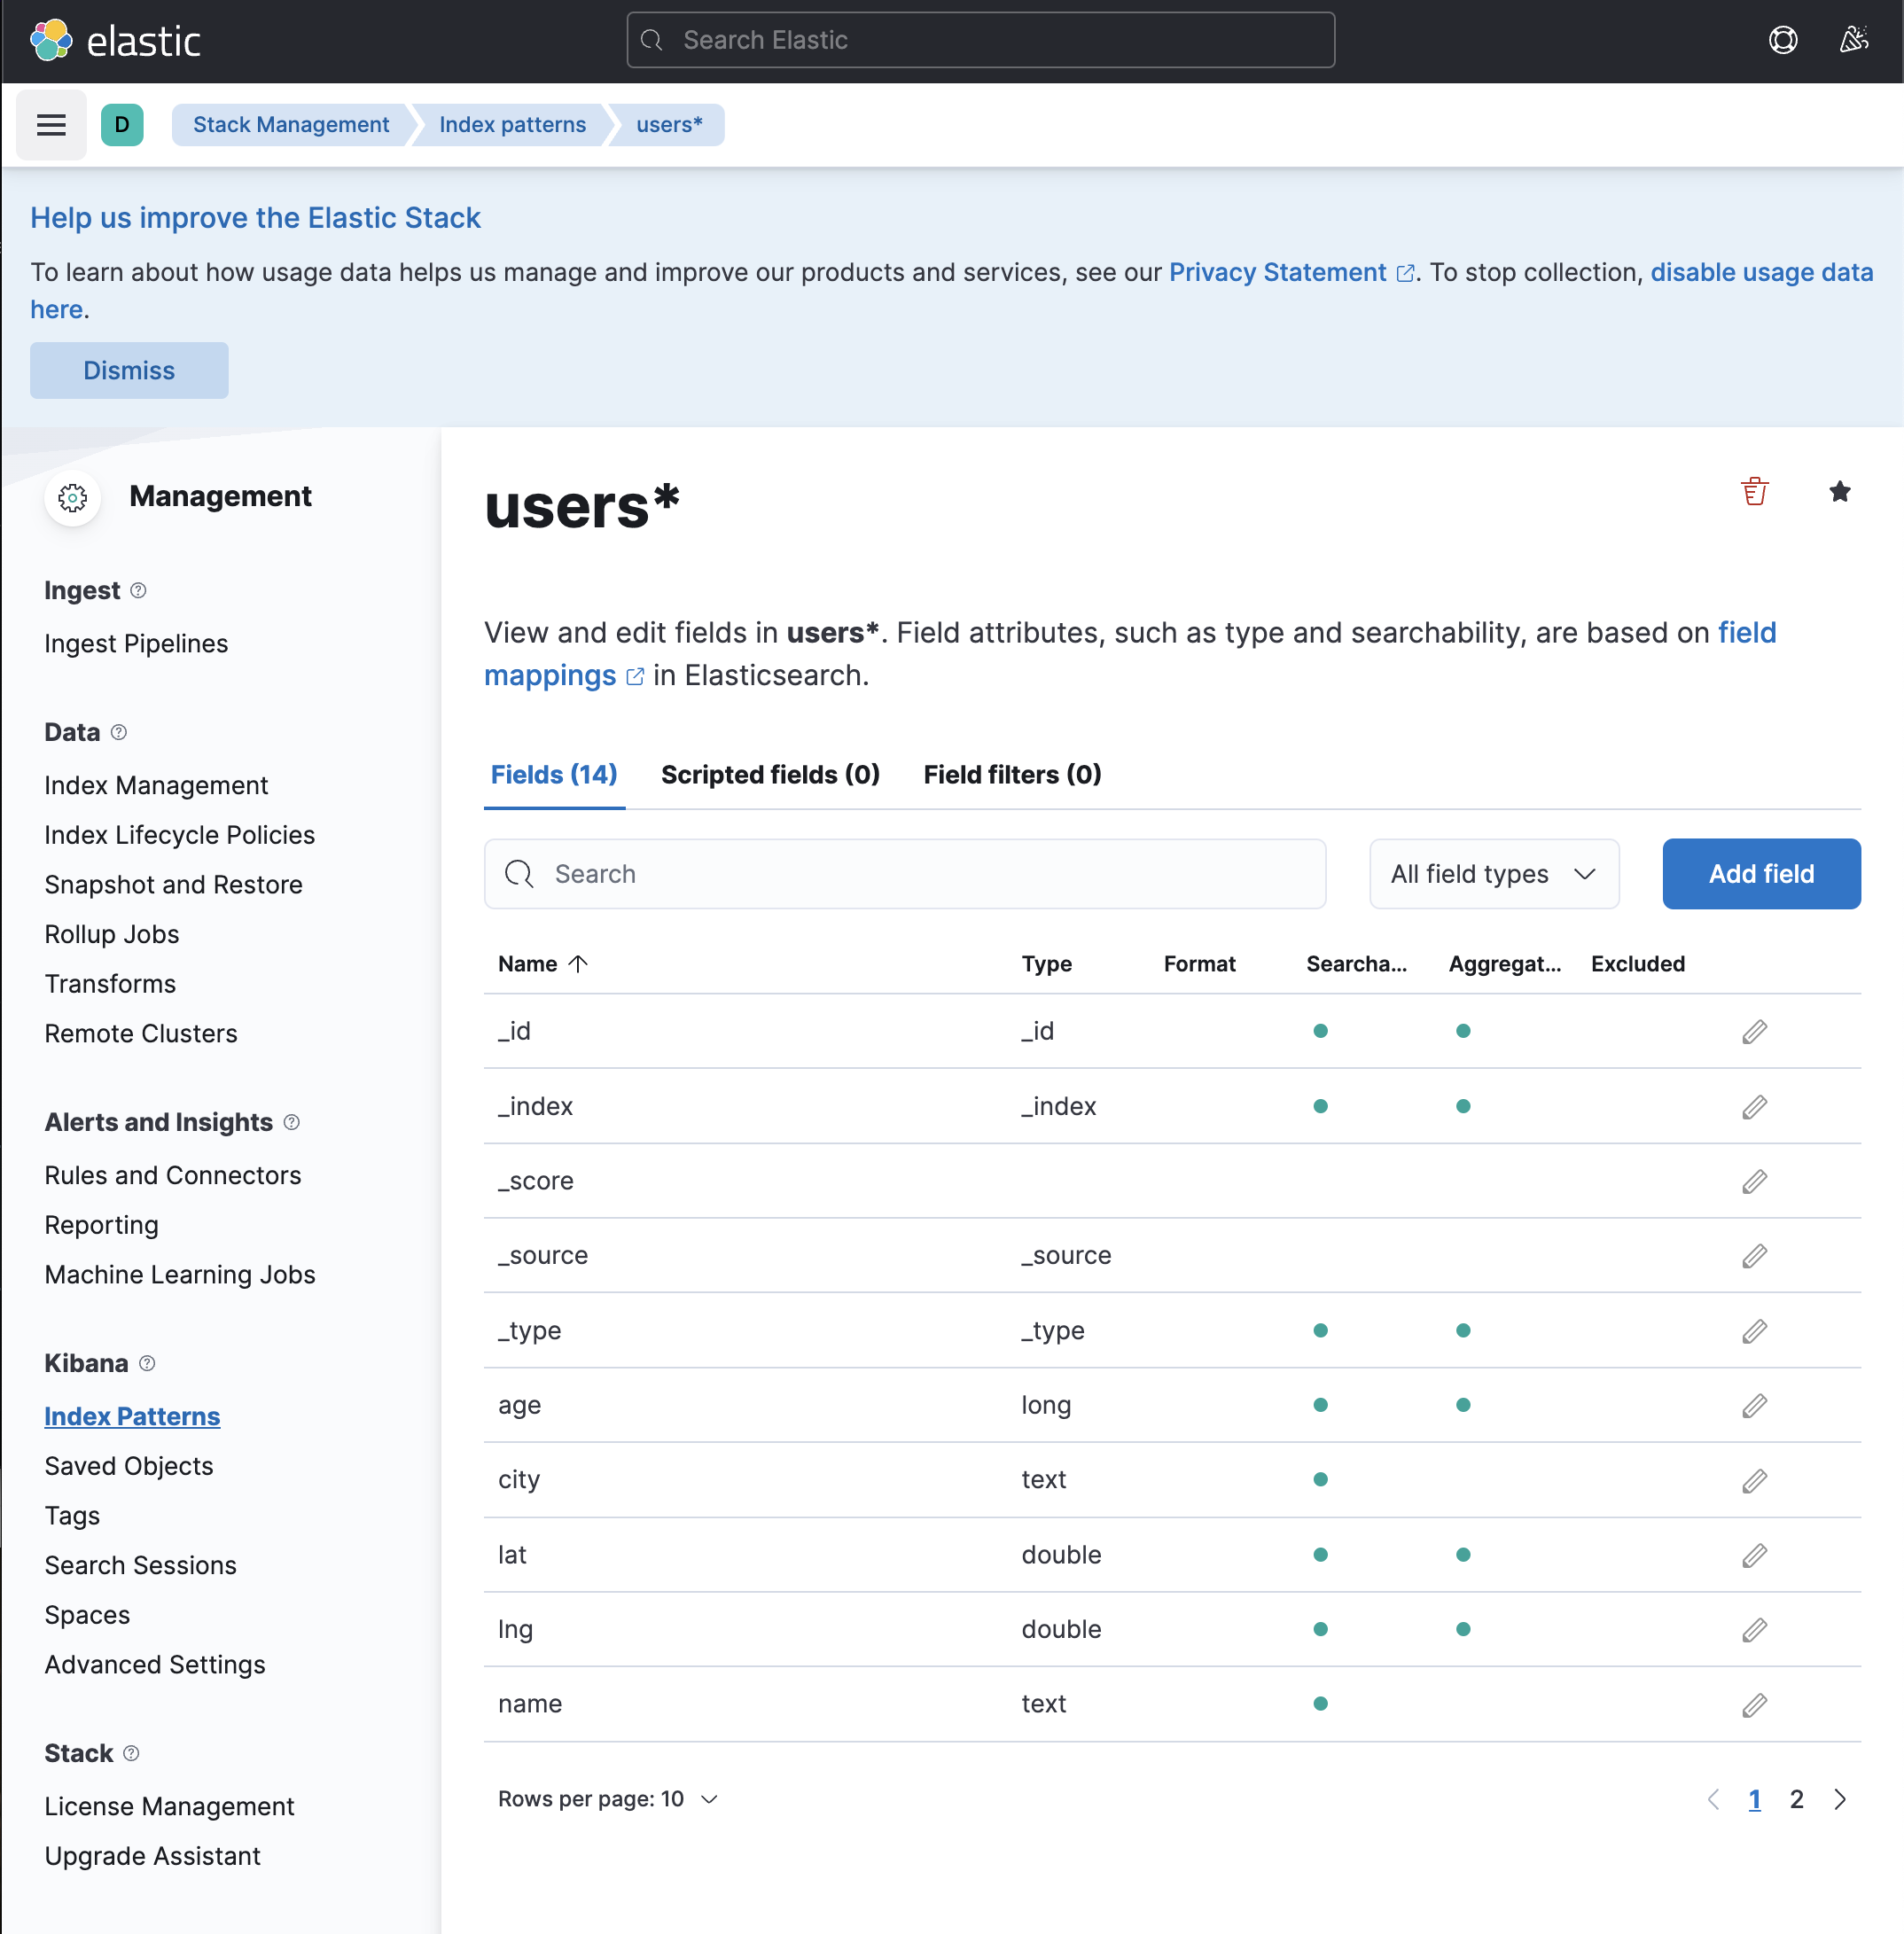 elastic
Search Elastic
D
Stack Management
Index patterns
users*
Help us improve the Elastic Stack
To learn about how usage data helps us manage and improve our products and services, see our Privacy Statement. To stop collection, disable usage data
here.
Dismiss
Management
Ingest
Ingest Pipelines
Data
Index Management
Index Lifecycle Policies
Snapshot and Restore
Rollup Jobs
Transforms
Remote Clusters
Alerts and Insights
Rules and Connectors
Reporting
Machine Learning Jobs
Kibana
Index Patterns
Saved Objects
Tags
Search Sessions
Spaces
Advanced Settings
Stack
License Management
Upgrade Assistant
users*
View and edit fields in users*. Field attributes, such as type and searchability, are based on field
mappings in Elasticsearch.
Fields (14) Scripted fields (0) Field filters (0)
Search All field types Add field
Name Type Format Searcha... Aggregat... Excluded
_id _id
_index _index
_score
_source _source
_type _type
age long
city text
lat double
lng double
name text
Rows per page: 10 1 2